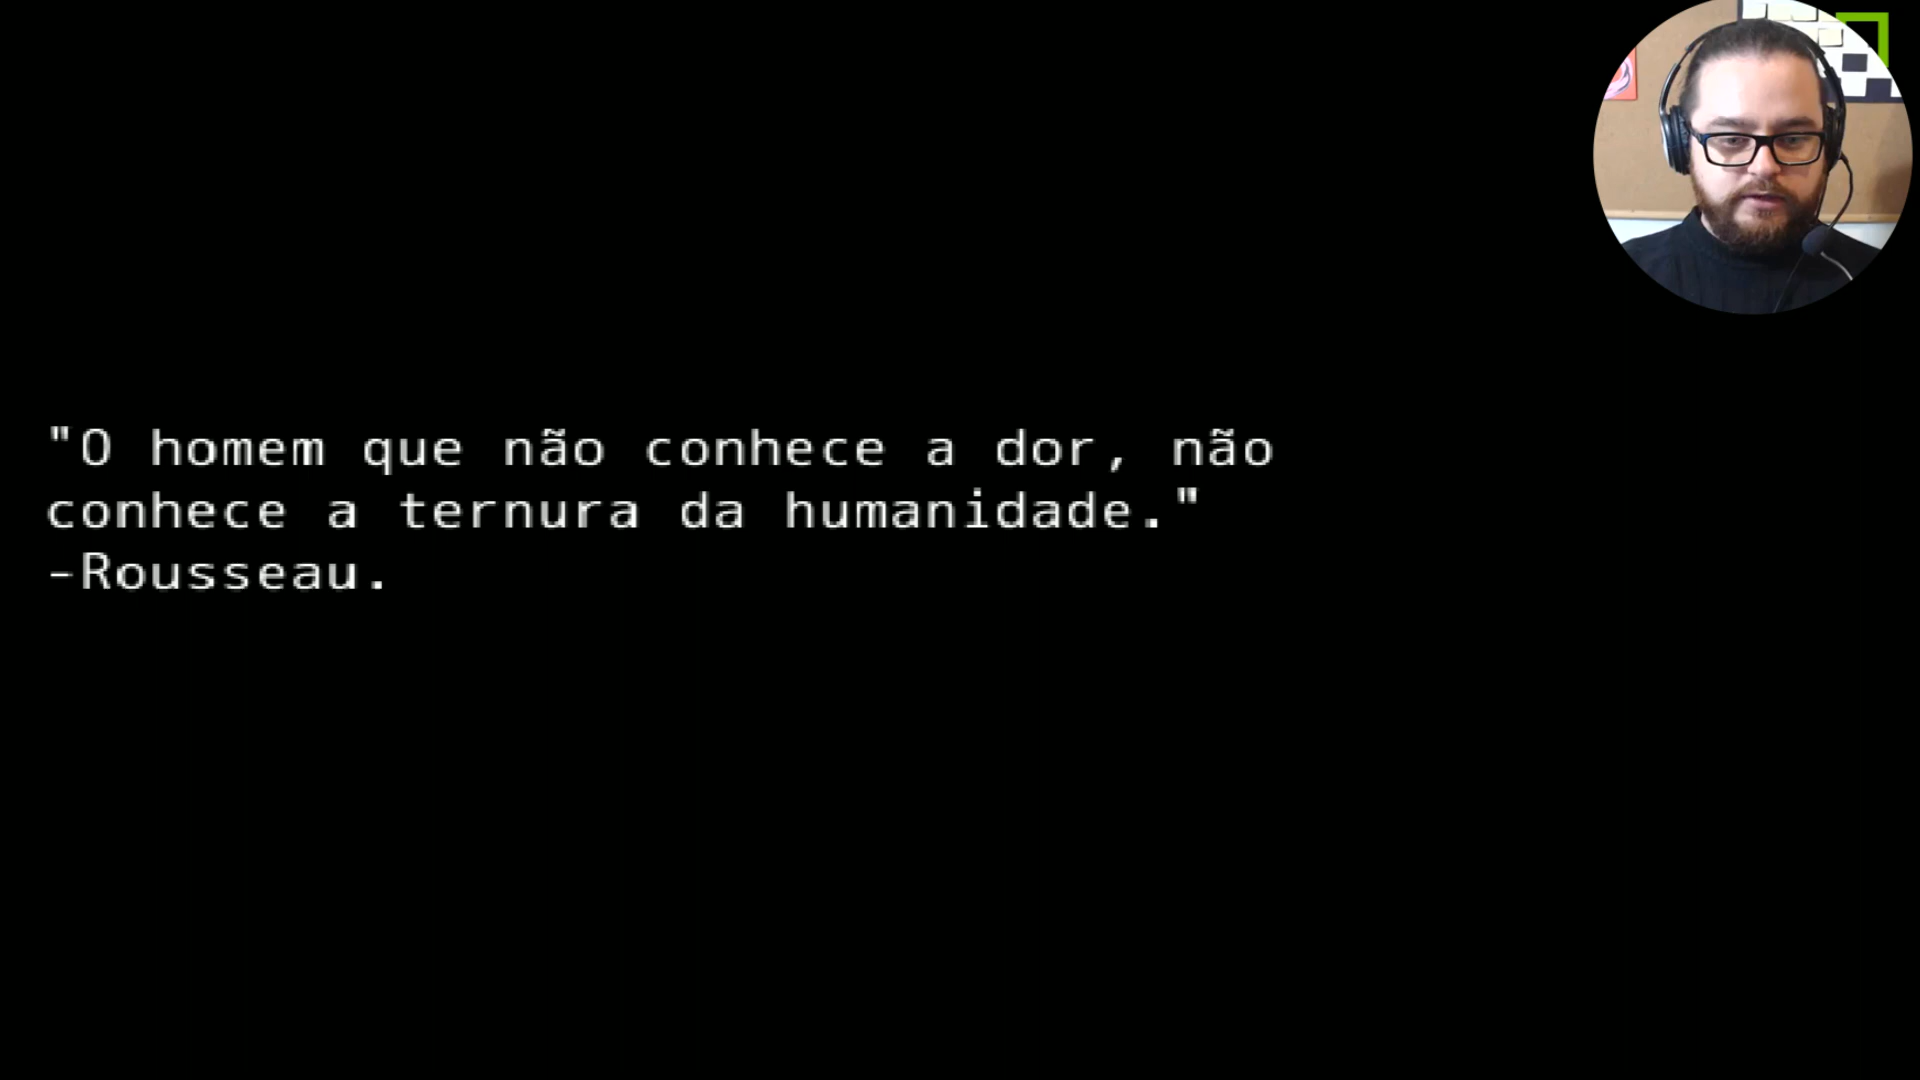 "O homem que não conhece a dor, não
conhece a ternura da humanidade."
-Rousseau.